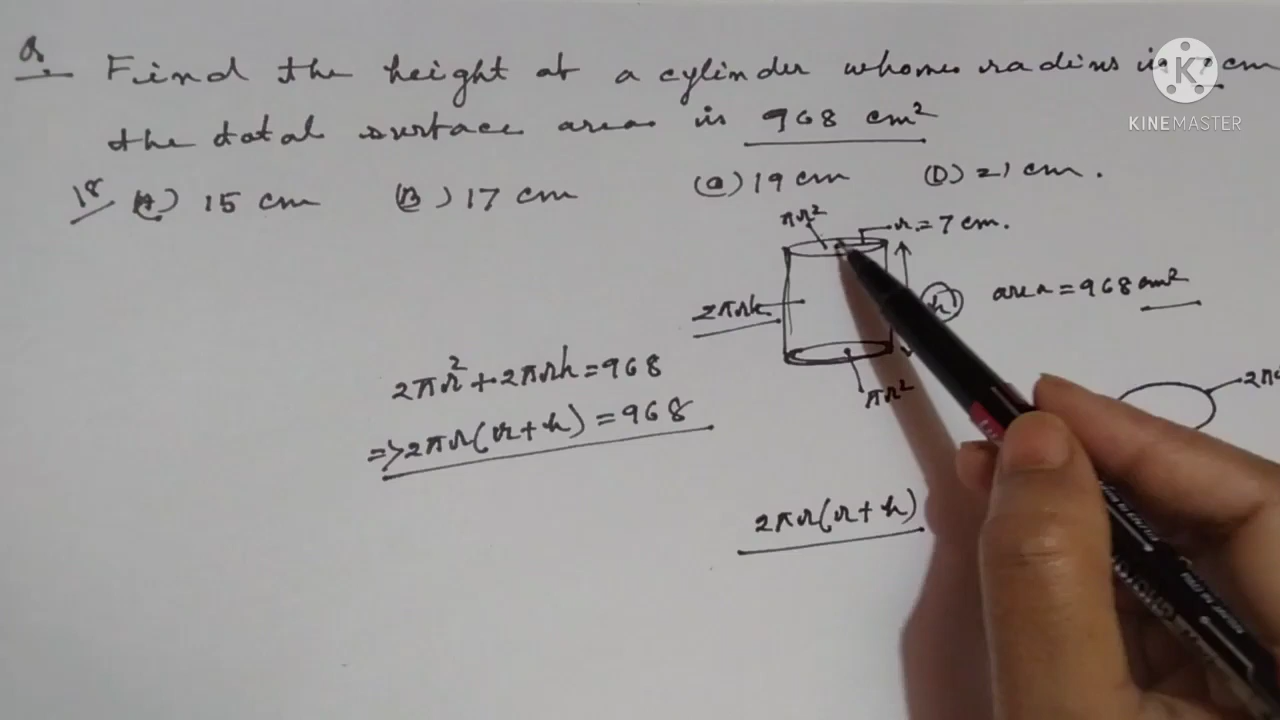 Q. Find the height of a cylinder whome radius is 7 cm
the total surface area is 968 cm²
18 (A) 15 cm (B) 17 cm (C) 19 cm (D) 21 cm.
πr²
r = 7 cm.
2πrh
h
area = 968 cm²
πr²
2πr² + 2πrh = 968
=> 2πr(r + h) = 968
2πr(r + h)
K
KINEMASTER